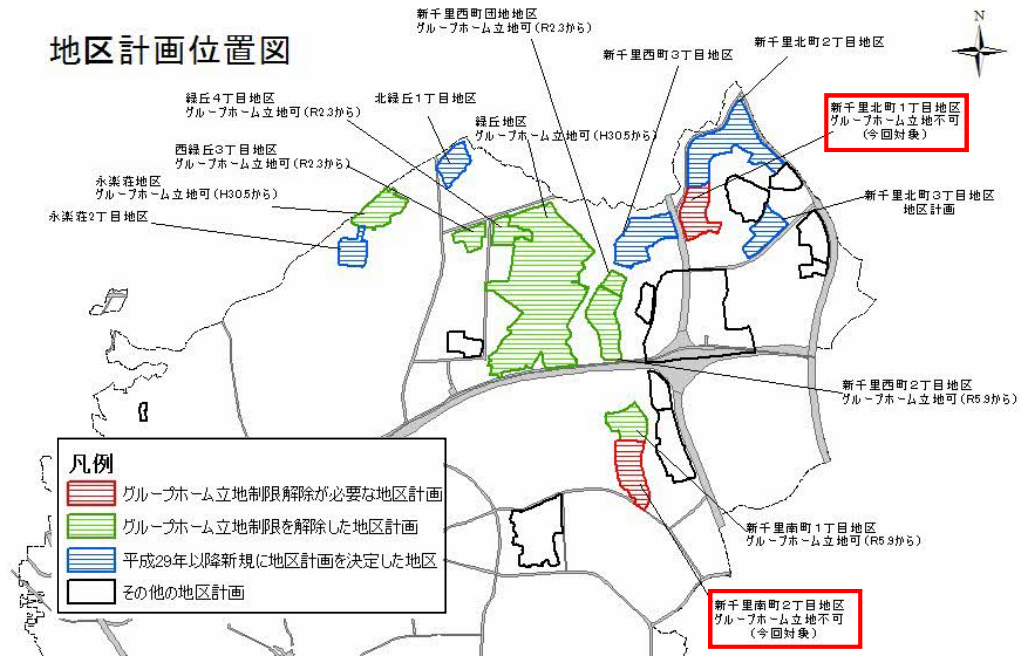 地区計画位置図
新千里西町団地地区
グループホーム立地可(R2.3から)
新千里西町3丁目地区
新千里北町2丁目地区
N
緑丘4丁目地区
グループホーム立地可(R2.3から)
北緑丘1丁目地区
緑丘地区
グループホーム立地可(H30.5から)
新千里北町1丁目地区
グループホーム立地不可
(今回対象)
西緑丘3丁目地区
グループホーム立地可(R2.3から)
永楽荘地区
グループホーム立地可(H30.5から)
永楽荘2丁目地区
新千里北町3丁目地区
地区計画
新千里西町2丁目地区
グループホーム立地可(R5.9から)
凡例
グループホーム立地制限解除が必要な地区計画
グループホーム立地制限を解除した地区計画
平成29年以降新規に地区計画を決定した地区
その他の地区計画
新千里南町1丁目地区
グループホーム立地可(R5.9から)
新千里南町2丁目地区
グループホーム立地不可
(今回対象)